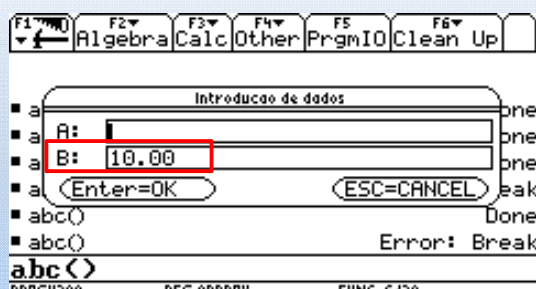 F1 F2 F3 F4 F5 F6
Algebra Calc Other PrgmIO Clean Up
Introducao de dados
A:
B: 10.00
Enter=OK ESC=CANCEL
abc() Done
abc() Error: Break
abc()